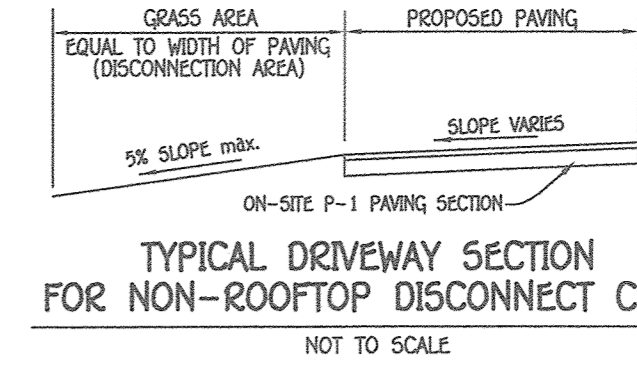 GRASS AREA
PROPOSED PAVING
EQUAL TO WIDTH OF PAVING
(DISCONNECTION AREA)
SLOPE VARIES
5% SLOPE max.
ON-SITE P-1 PAVING SECTION
TYPICAL DRIVEWAY SECTION
FOR NON-ROOFTOP DISCONNECT C
NOT TO SCALE